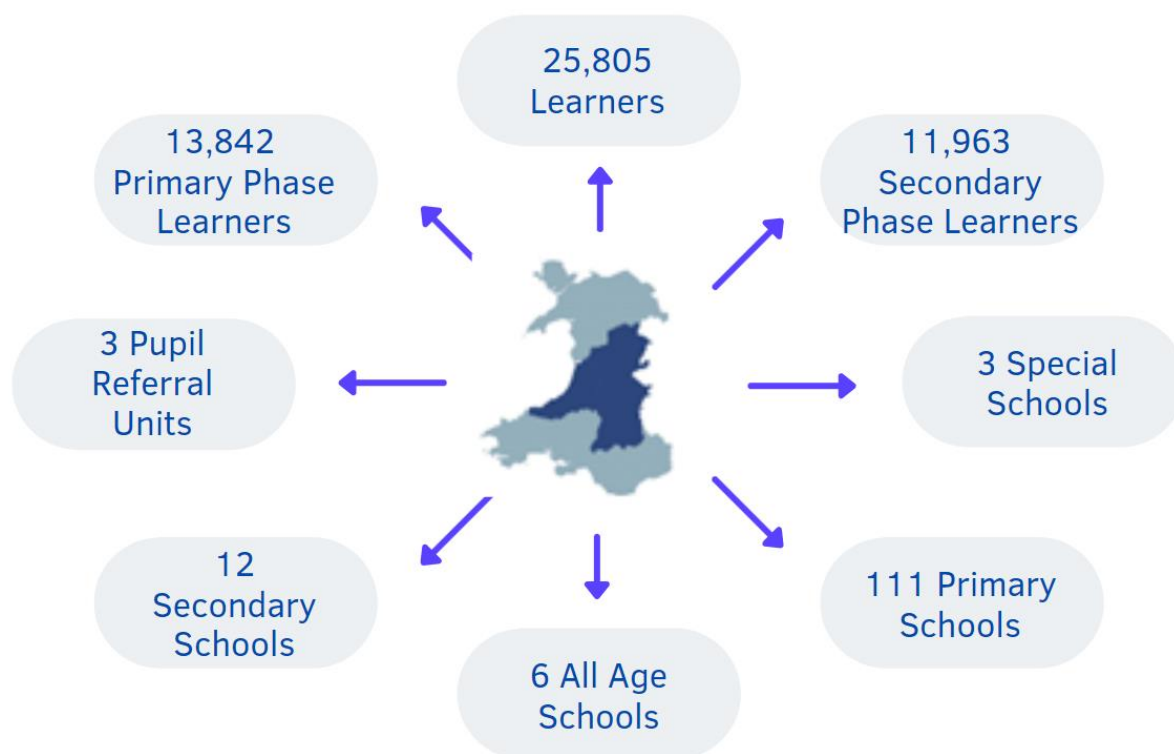 25,805
Learners
13,842
Primary Phase
Learners
11,963
Secondary
Phase Learners
3 Pupil
Referral
Units
3 Special
Schools
12
Secondary
Schools
111 Primary
Schools
6 All Age
Schools